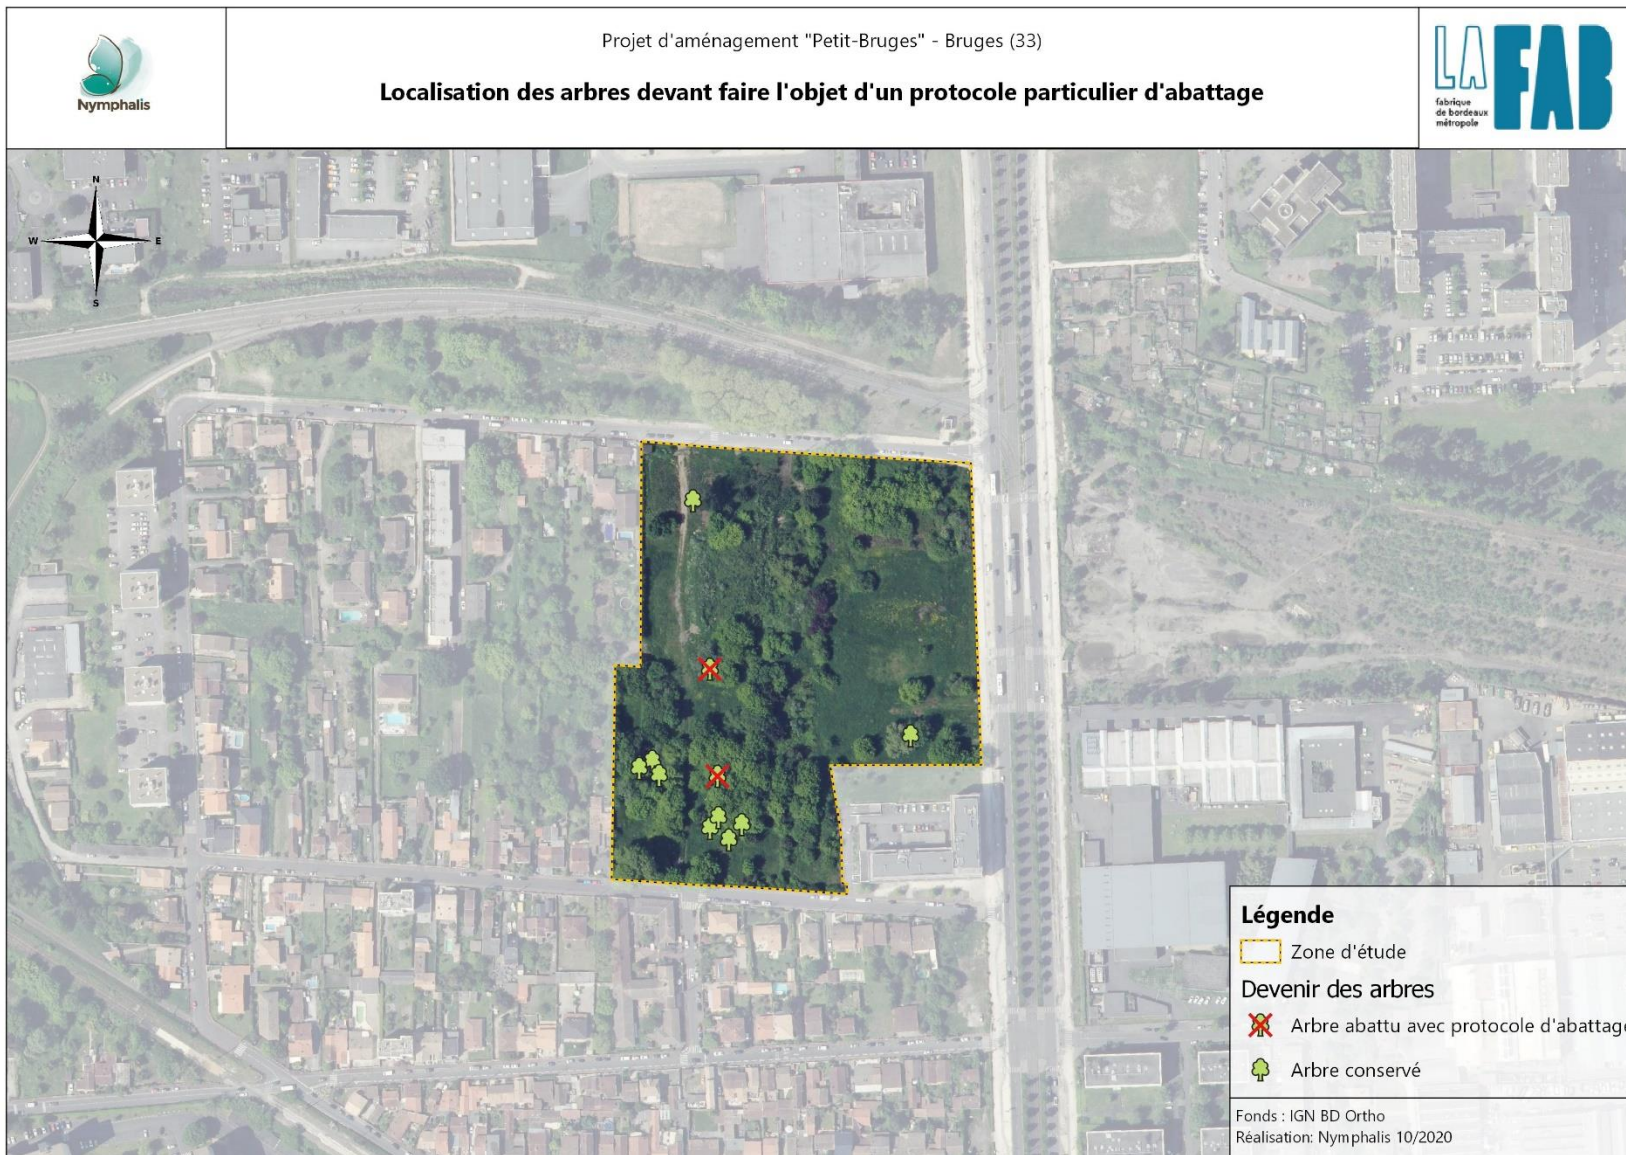 Nymphalis
Projet d'aménagement "Petit-Bruges" - Bruges (33)
Localisation des arbres devant faire l'objet d'un protocole particulier d'abattage
LA FAB
fabrique
de bordeaux
métropole
N
W E
S
Légende
Zone d'étude
Devenir des arbres
Arbre abattu avec protocole d'abattage
Arbre conservé
Fonds : IGN BD Ortho
Réalisation: Nymphalis 10/2020